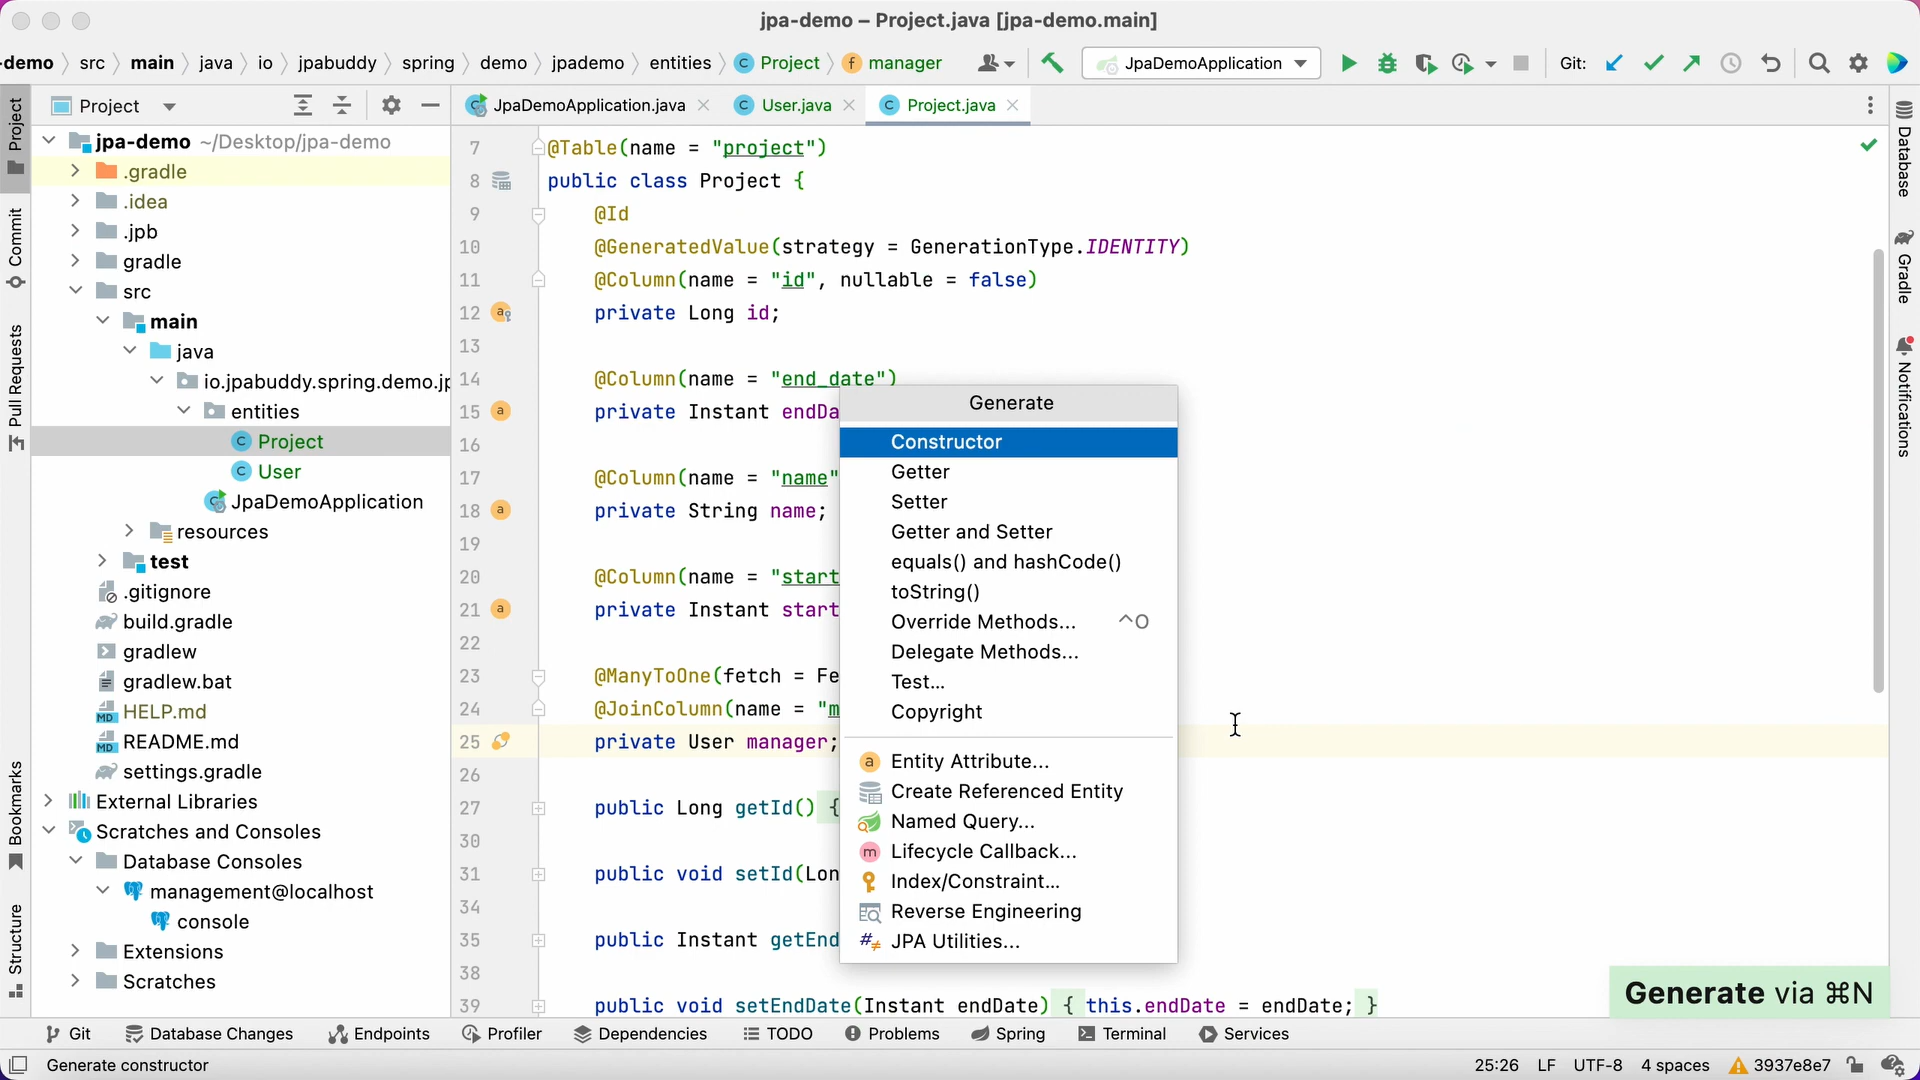 jpa-demo – Project.java [jpa-demo.main]
-demo src main java io jpabuddy spring demo jpademo entities Project manager JpaDemoApplication Git:
Project
Commit
Pull Requests
Bookmarks
Structure
Project
jpa-demo ~/Desktop/jpa-demo
.gradle
.idea
.jpb
gradle
src
main
java
io.jpabuddy.spring.demo.jp
entities
Project
User
JpaDemoApplication
resources
test
.gitignore
build.gradle
gradlew
gradlew.bat
HELP.md
README.md
settings.gradle
External Libraries
Scratches and Consoles
Database Consoles
management@localhost
console
Extensions
Scratches
JpaDemoApplication.java User.java Project.java
7 @Table(name = "project")
8 public class Project {
9 @Id
10 @GeneratedValue(strategy = GenerationType.IDENTITY)
11 @Column(name = "id", nullable = false)
12 private Long id;
13
14 @Column(name = "end_date")
15 private Instant endDa
16
17 @Column(name = "name"
18 private String name;
19
20 @Column(name = "start
21 private Instant start
22
23 @ManyToOne(fetch = Fe
24 @JoinColumn(name = "m
25 private User manager;
26
27 public Long getId() {
30
31 public void setId(Lon
34
35 public Instant getEnd
38
39 public void setEndDate(Instant endDate) { this.endDate = endDate; }
Generate
Constructor
Getter
Setter
Getter and Setter
equals() and hashCode()
toString()
Override Methods... ^O
Delegate Methods...
Test...
Copyright
Entity Attribute...
Create Referenced Entity
Named Query...
Lifecycle Callback...
Index/Constraint...
Reverse Engineering
JPA Utilities...
Database
Gradle
Notifications
Generate via ⌘N
Git Database Changes Endpoints Profiler Dependencies TODO Problems Spring Terminal Services
Generate constructor 25:26 LF UTF-8 4 spaces 3937e8e7